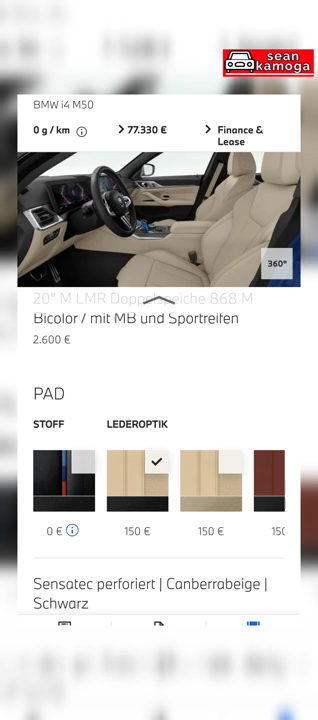 sean
kamoga
BMW i4 M50
0 g / km
77.330 €
Finance &
Lease
360°
20" M LMR Doppelspeiche 868 M
Bicolor / mit MB und Sportreifen
2.600 €
PAD
STOFF
LEDEROPTIK
0 €
150 €
150 €
Sensatec perforiert | Canberrabeige |
Schwarz